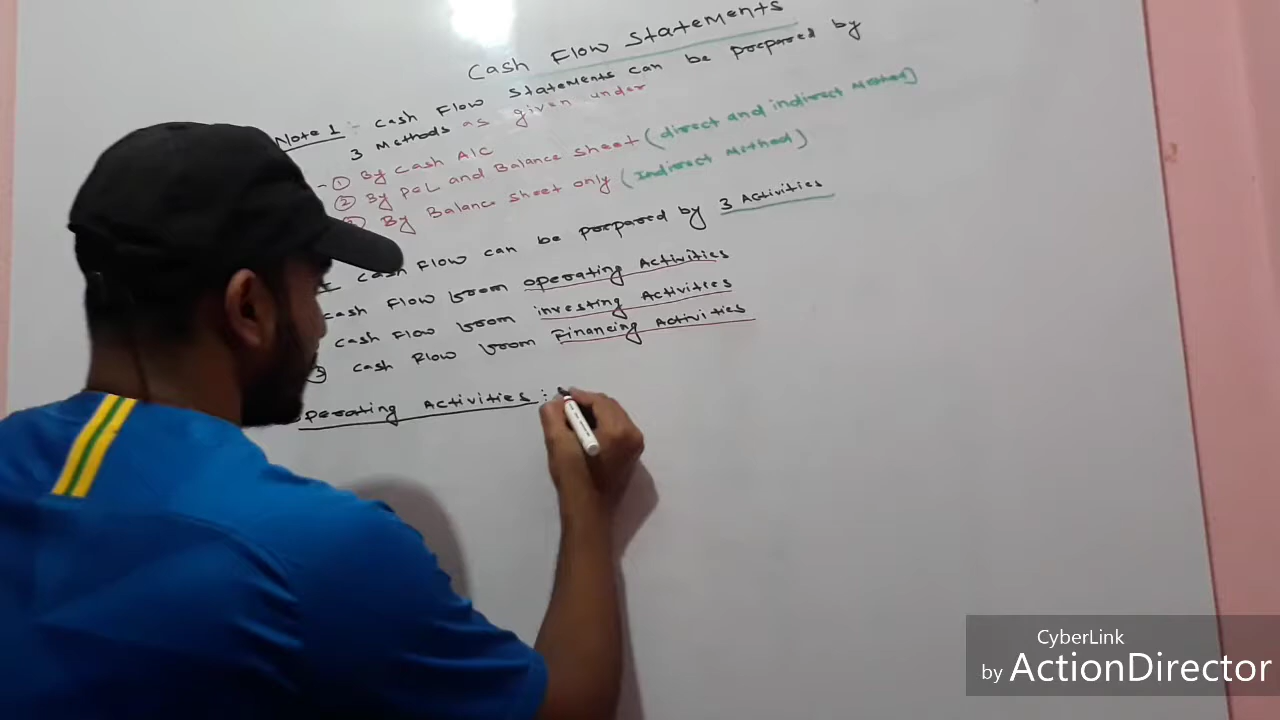 Cash Flow Statements
Note 1 :- Cash Flow Statements can be prepared by
3 Methods as given under
① By Cash A/C
② By P&L and Balance Sheet (direct and indirect Method)
By Balance Sheet only (Indirect Method)
Cash Flow can be prepared by 3 Activities
Cash Flow from operating Activities
Cash Flow from investing Activities
③ Cash Flow from Financing Activities
operating Activities :
CyberLink
by ActionDirector